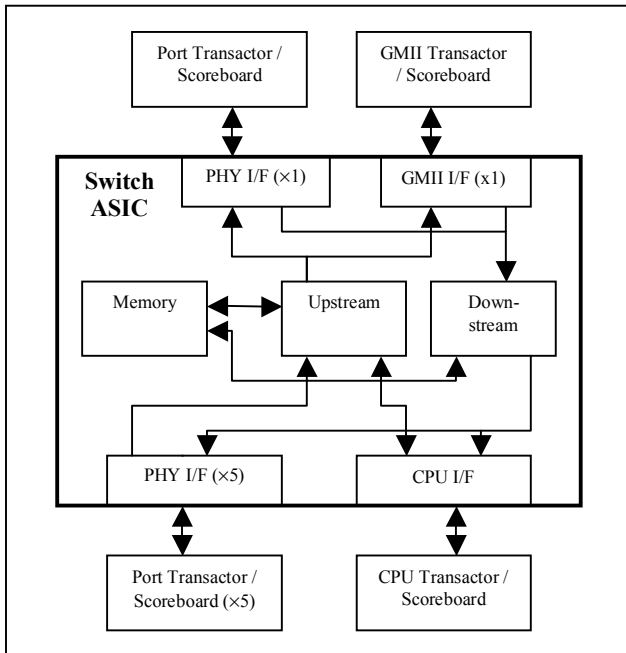 Port Transactor /
Scoreboard
GMII Transactor
/ Scoreboard
Switch
ASIC
PHY I/F (×1)
GMII I/F (x1)
Memory
Upstream
Down-
stream
PHY I/F (×5)
CPU I/F
Port Transactor /
Scoreboard (×5)
CPU Transactor /
Scoreboard